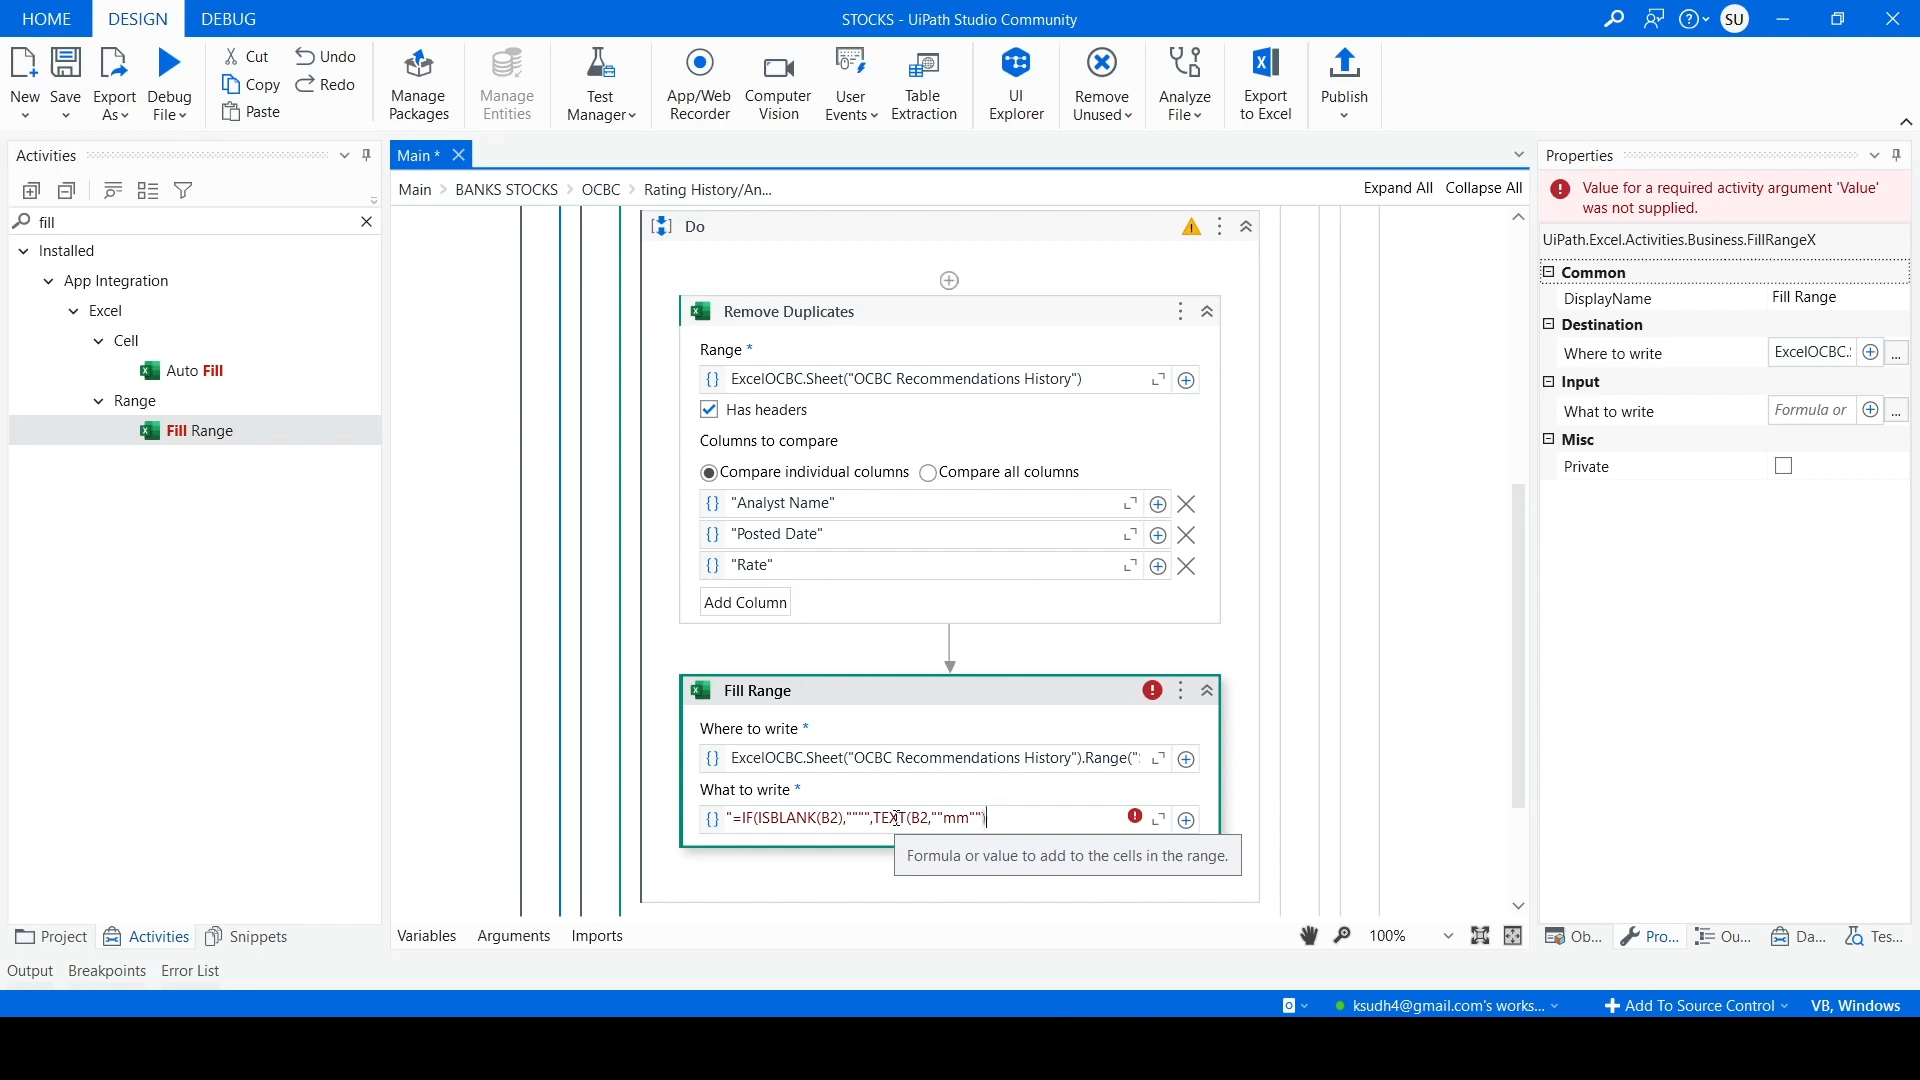 HOME DESIGN DEBUG STOCKS - UiPath Studio Community SU
New Save Export As Debug File
Cut Copy Paste Undo Redo
Manage Packages
Manage Entities
Test Manager
App/Web Recorder
Computer Vision
User Events
Table Extraction
UI Explorer
Remove Unused
Analyze File
Export to Excel
Publish
Activities
fill
Installed
App Integration
Excel
Cell
Auto Fill
Range
Fill Range
Project Activities Snippets
Main *
Main > BANKS STOCKS > OCBC > Rating History/An... Expand All Collapse All
Do
Remove Duplicates
Range *
{} ExcelOCBC.Sheet("OCBC Recommendations History")
Has headers
Columns to compare
Compare individual columns Compare all columns
{} "Analyst Name"
{} "Posted Date"
{} "Rate"
Add Column
Fill Range
Where to write *
{} ExcelOCBC.Sheet("OCBC Recommendations History").Range("
What to write *
{} "=IF(ISBLANK(B2),"""",TEXT(B2,""mm"")
Formula or value to add to the cells in the range.
Variables Arguments Imports 100%
Properties
Value for a required activity argument 'Value'
was not supplied.
UiPath.Excel.Activities.Business.FillRangeX
Common
DisplayName Fill Range
Destination
Where to write ExcelOCBC. ...
Input
What to write Formula or ...
Misc
Private
Ob... Pro... Ou... Da... Tes...
Output Breakpoints Error List
ksudh4@gmail.com's works... Add To Source Control VB, Windows